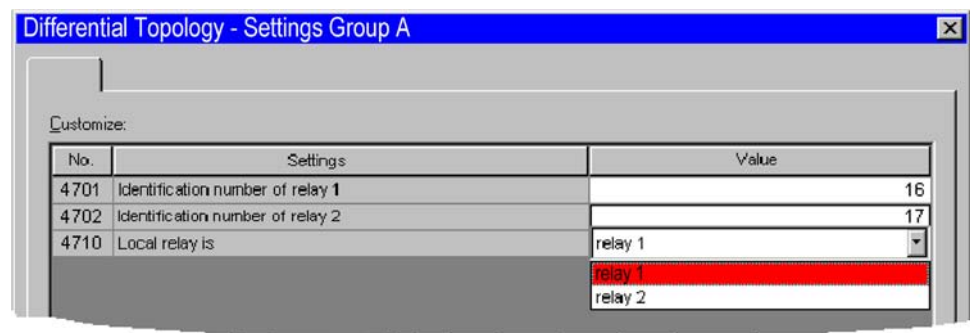 Differential Topology - Settings Group A
Customize:
No. Settings Value
4701 Identification number of relay 1 16
4702 Identification number of relay 2 17
4710 Local relay is relay 1
relay 1
relay 2